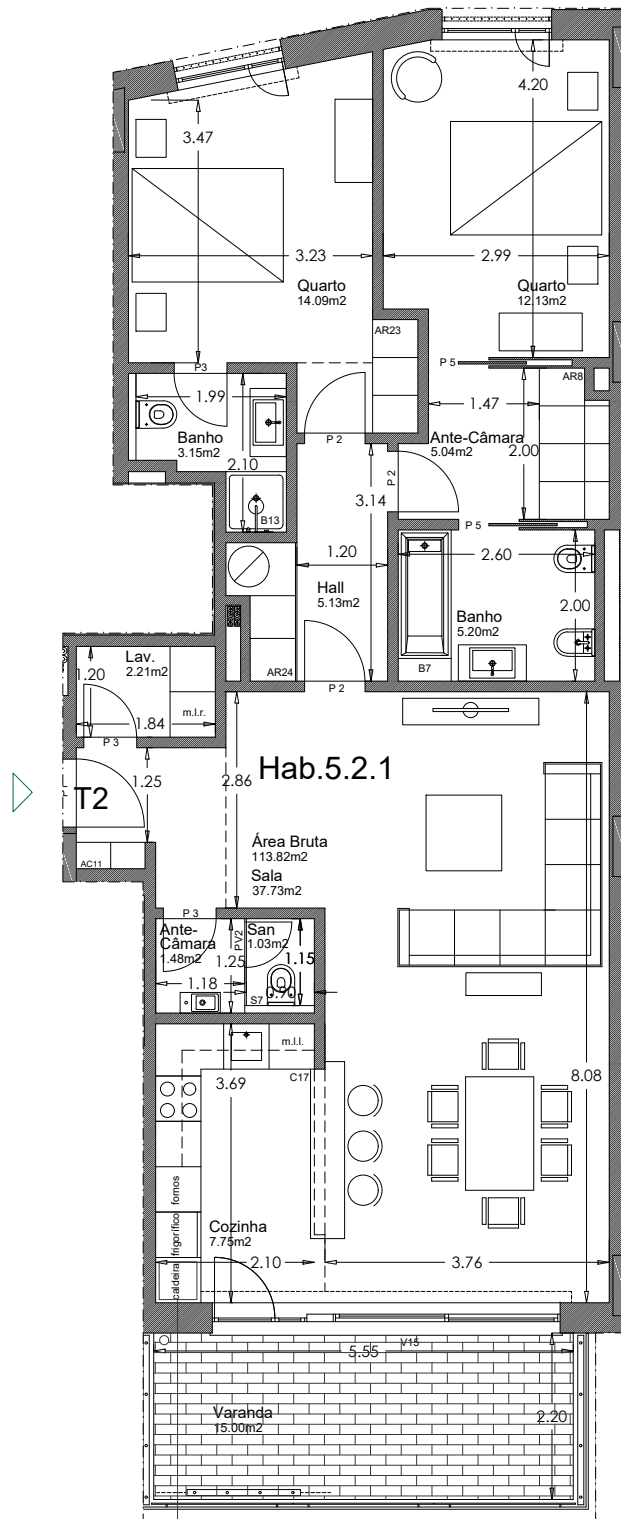 4.20
3.47
3.23
2.99
Quarto
14.09m2
Quarto
12.13m2
AR23
P3
P 5
AR8
1.99
1.47
Banho
3.15m2
Ante-Câmara
5.04m2
2.00
P 2
2.10
3.14
P 2
B13
P 5
1.20
2.60
Hall
5.13m2
2.00
Banho
5.20m2
Lav.
2.21m2
AR24
B7
1.20
P 2
m.l.r.
1.84
P 3
1.25
2.86
Hab.5.2.1
T2
Área Bruta
113.82m2
AC11
Sala
37.73m2
P 3
Ante-
Câmara
1.48m2
PV2
San
1.03m2
1.25
1.15
1.18
S7
m.l.l.
C17
3.69
8.08
fornos
frigorífico
Cozinha
7.75m2
caldeira
2.10
3.76
V15
5.55
Varanda
15.00m2
2.20